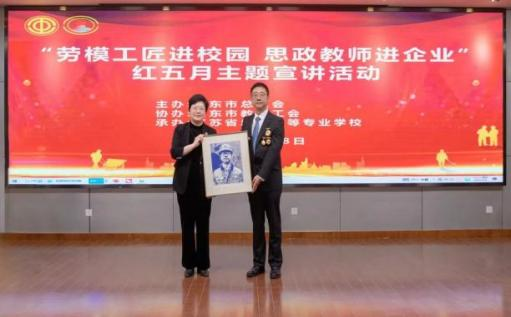 “劳模工匠进校园 思政教师进企业”
红五月主题宣讲活动
主办 东市总 会
协办 东市教 工会
承办 苏省 等专业学校
8日